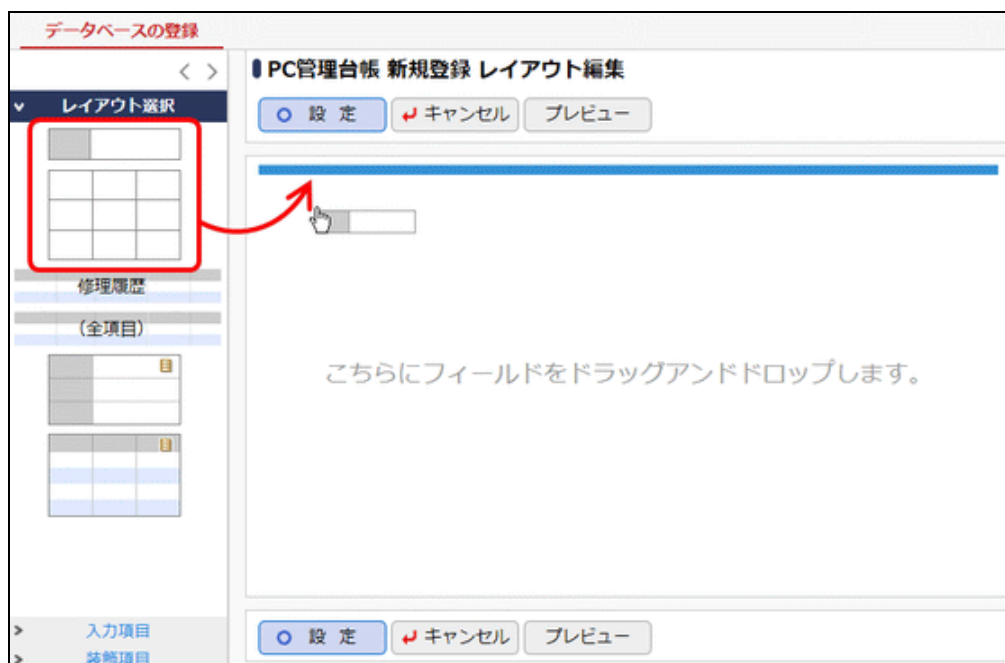 データベースの登録
レイアウト選択
修理履歴
(全項目)
入力項目
装飾項目
PC管理台帳 新規登録 レイアウト編集
設 定
キャンセル
プレビュー
こちらにフィールドをドラッグアンドドロップします。
設 定
キャンセル
プレビュー